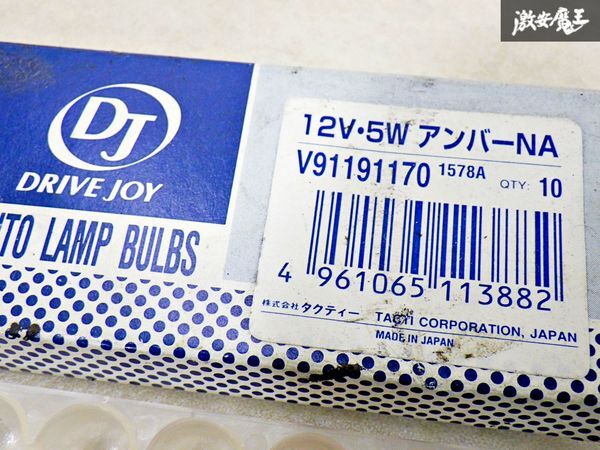 激安魔王
DJ
DRIVE JOY
TO LAMP BULBS
12V・5W アンバーNA
V91191170 1578A QTY: 10
4 961065 113882
株式会社 タクティー TACTI CORPORATION, JAPAN
MADE IN JAPAN